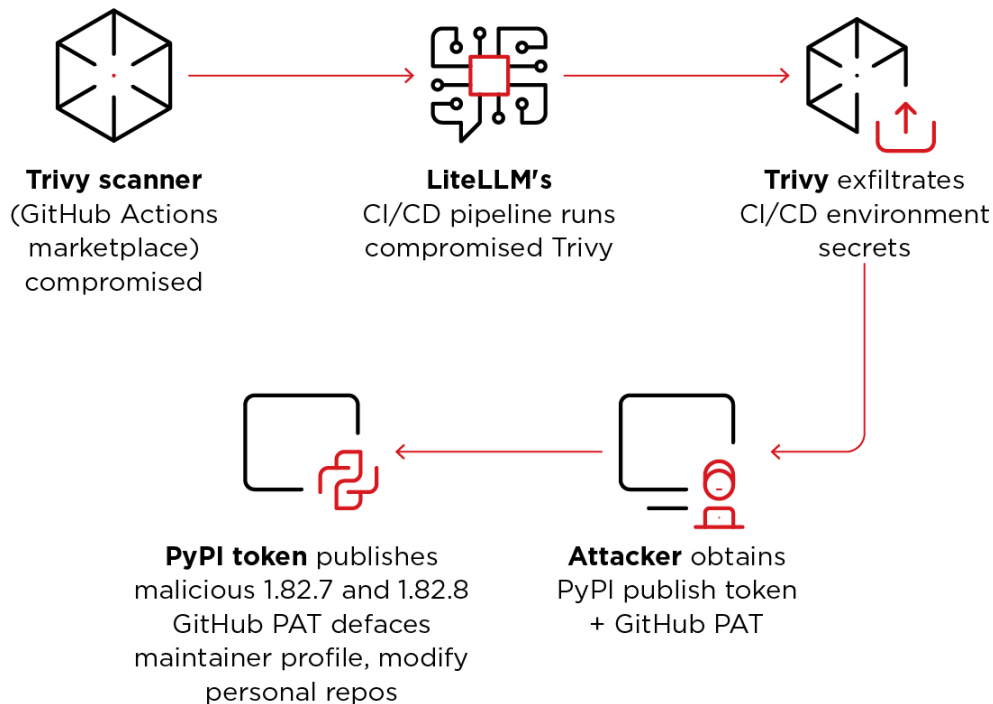 Trivy scanner
(GitHub Actions
marketplace)
compromised
LiteLLM's
CI/CD pipeline runs
compromised Trivy
Trivy exfiltrates
CI/CD environment
secrets
PyPI token publishes
malicious 1.82.7 and 1.82.8
GitHub PAT defaces
maintainer profile, modify
personal repos
Attacker obtains
PyPI publish token
+ GitHub PAT